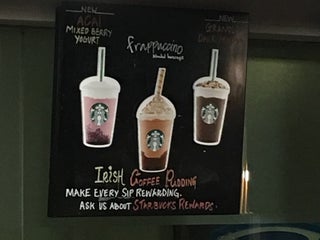 NEW
ACAI
MIXED BERRY
YOGURT
NEW
frappuccino
blended beverage
IRISH COFFEE PUDDING
MAKE EVERY SIP REWARDING.
ASK US ABOUT STARBUCKS REWARDS.